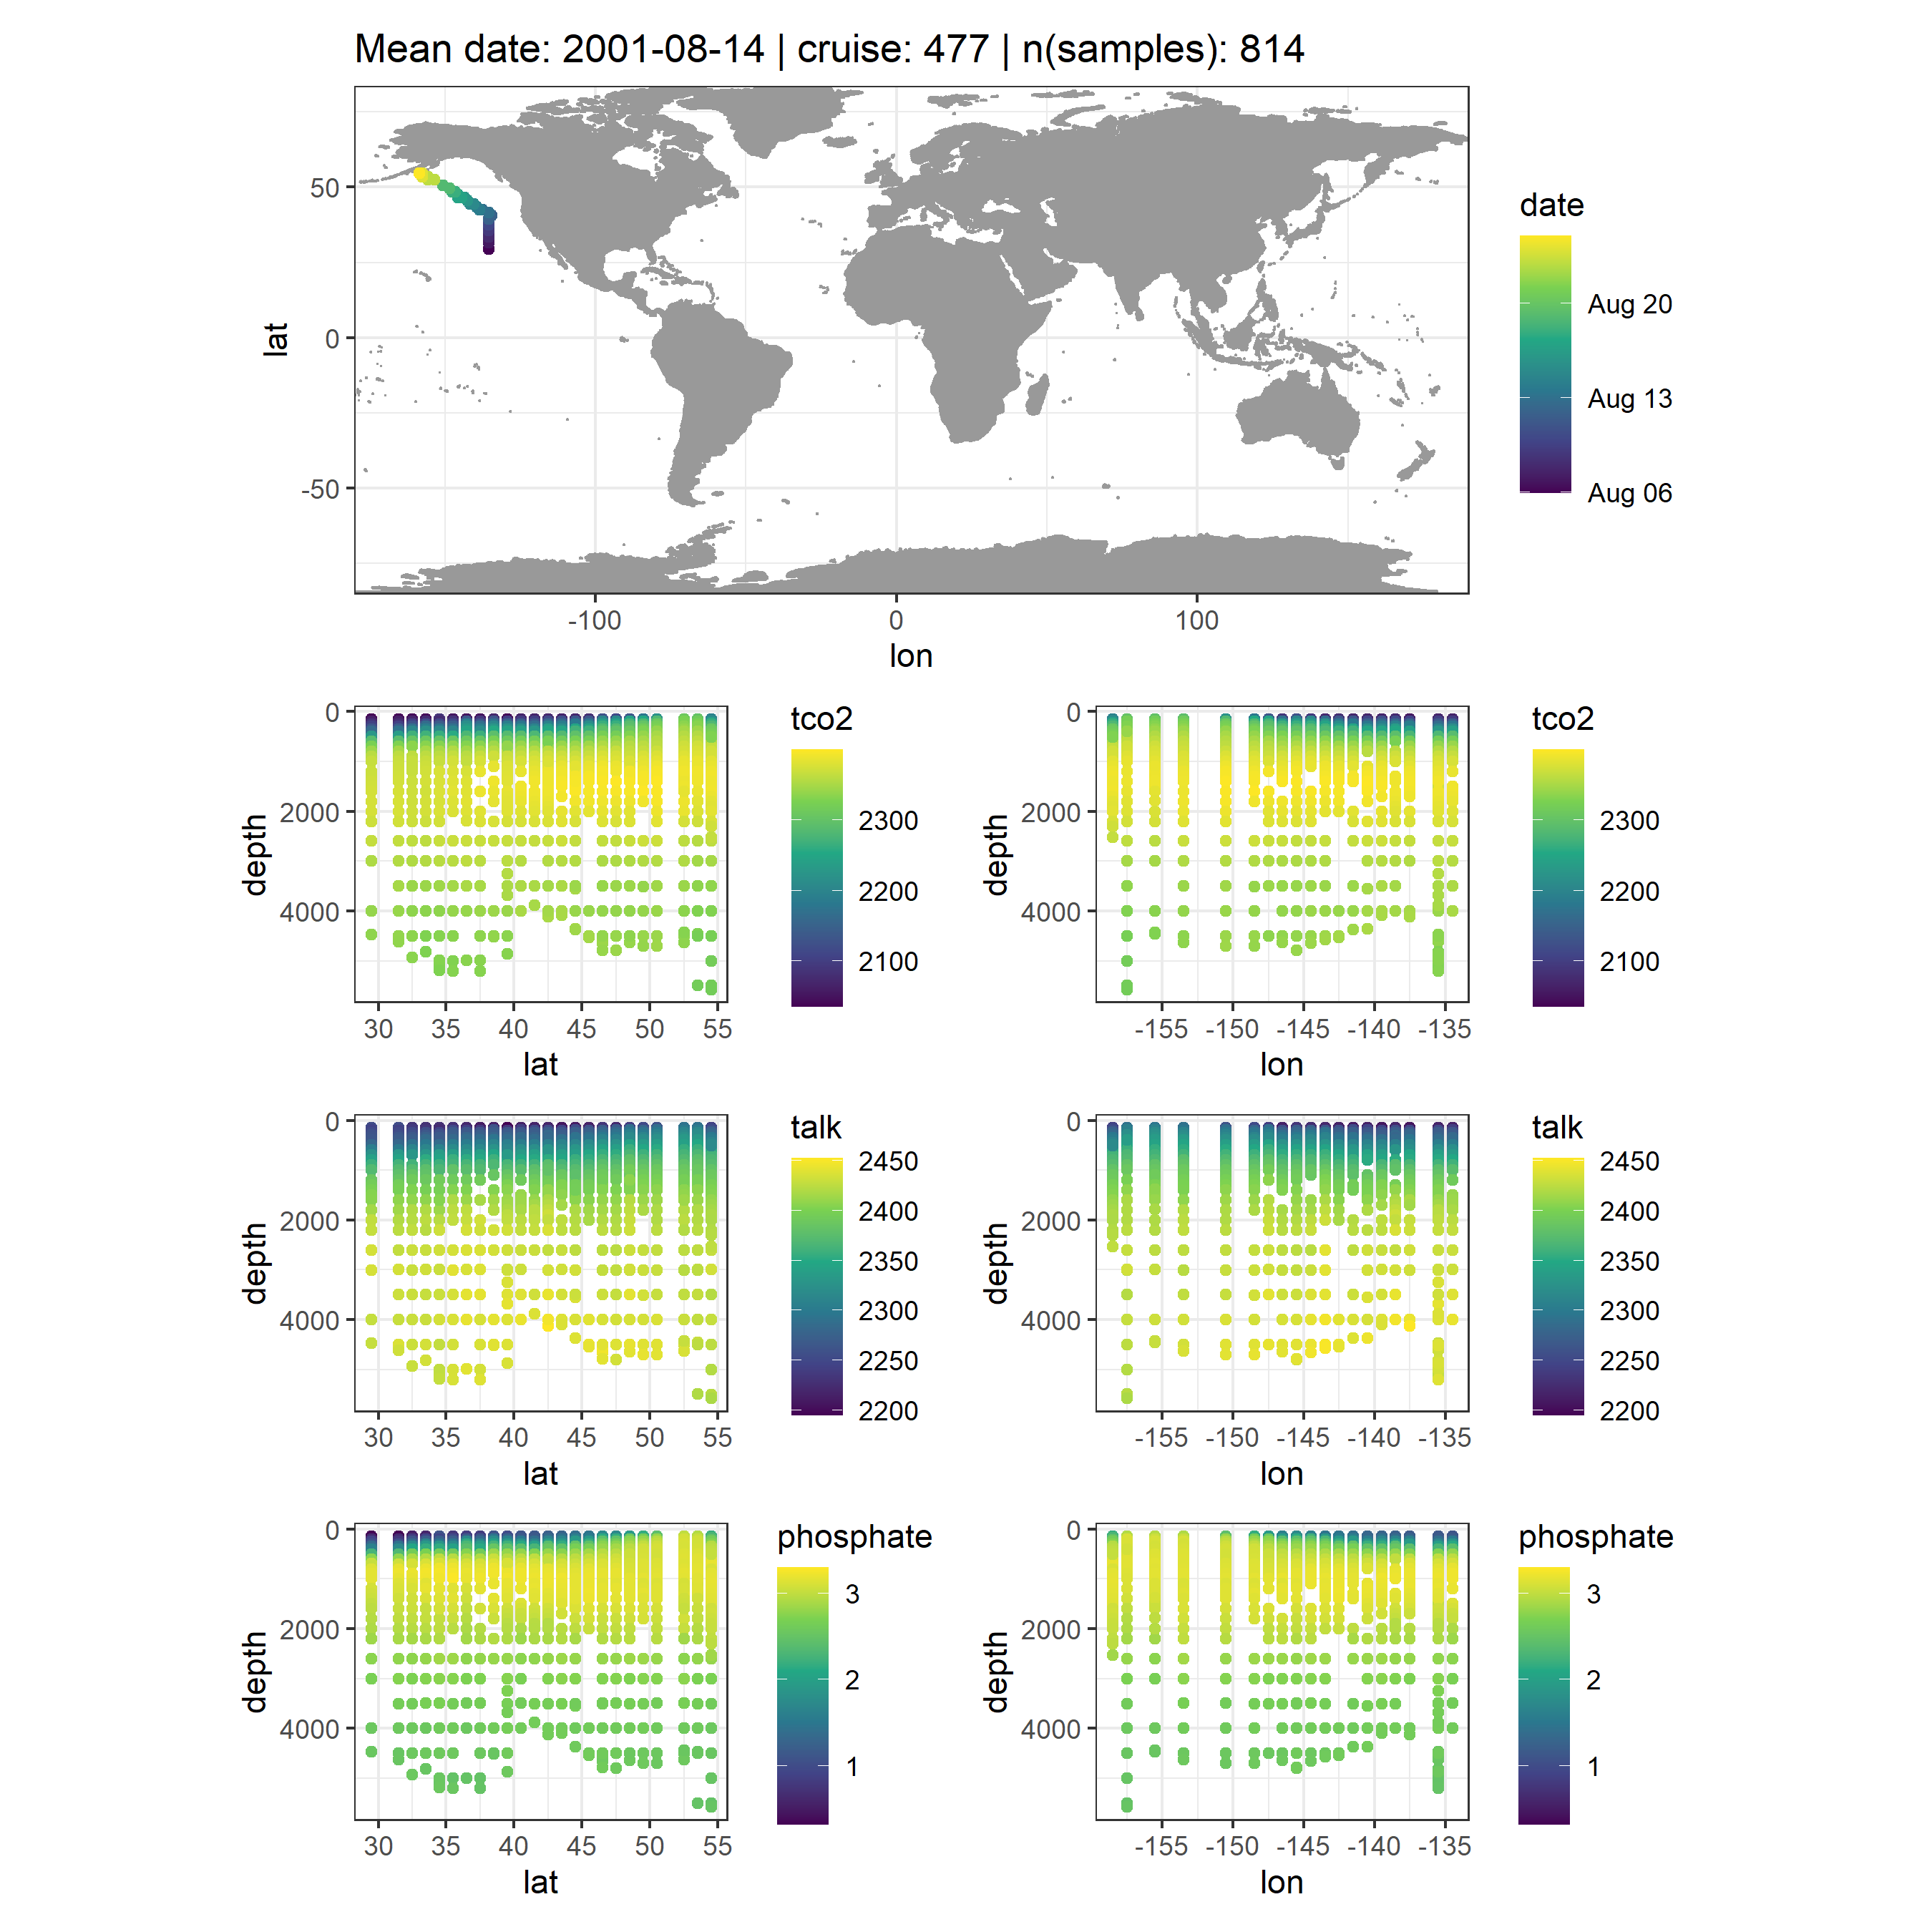 Mean date: 2001-08-14 | cruise: 477 | n(samples): 814
50
0
-50
lat
-100 0 100
lon
date
Aug 20
Aug 13
Aug 06
0
2000
4000
depth
30 35 40 45 50 55
lat
tco2
2300
2200
2100
0
2000
4000
depth
-155 -150 -145 -140 -135
lon
tco2
2300
2200
2100
0
2000
4000
depth
30 35 40 45 50 55
lat
talk
2450
2400
2350
2300
2250
2200
0
2000
4000
depth
-155 -150 -145 -140 -135
lon
talk
2450
2400
2350
2300
2250
2200
0
2000
4000
depth
30 35 40 45 50 55
lat
phosphate
3
2
1
0
2000
4000
depth
-155 -150 -145 -140 -135
lon
phosphate
3
2
1